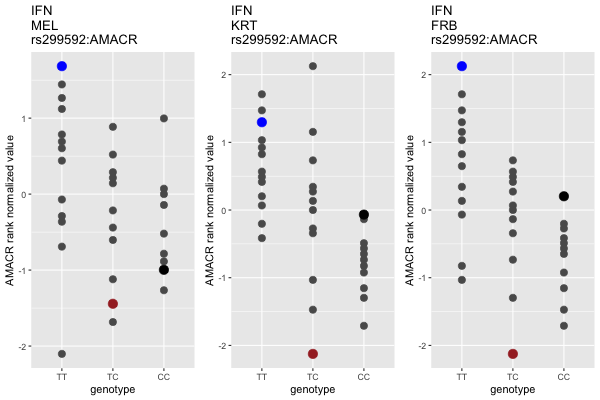 IFN
MEL
rs299592:AMACR
AMACR rank normalized value
1
0
-1
-2
TT
TC
CC
genotype
IFN
KRT
rs299592:AMACR
AMACR rank normalized value
2
1
0
-1
-2
TT
TC
CC
genotype
IFN
FRB
rs299592:AMACR
AMACR rank normalized value
2
1
0
-1
-2
TT
TC
CC
genotype